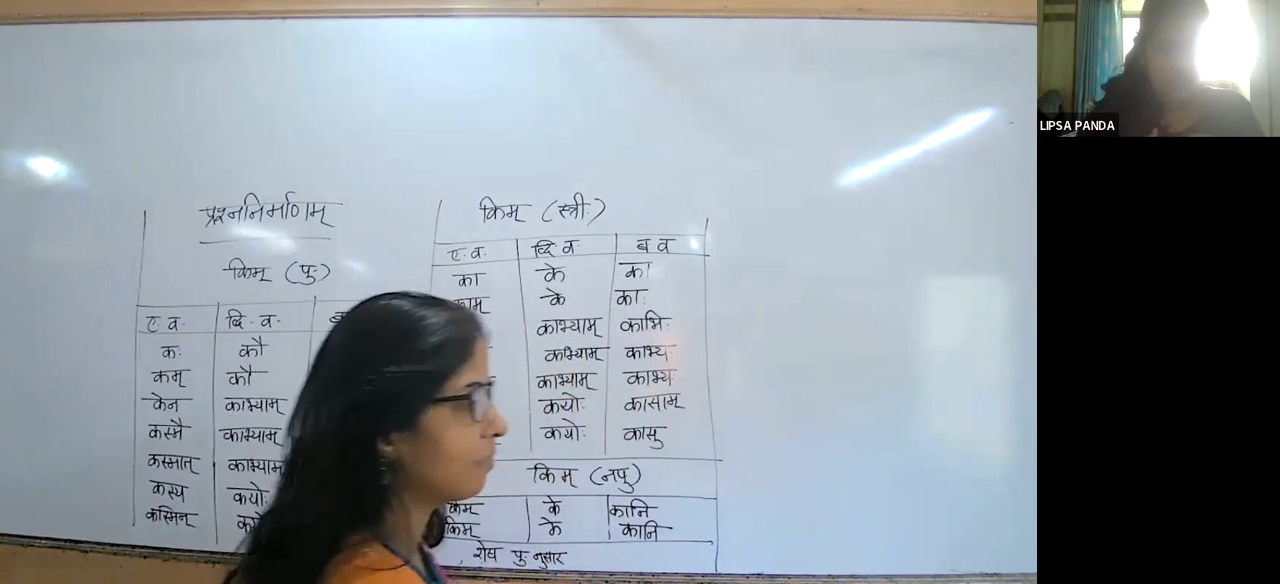 प्रश्ननिर्माणम्
किम् (पु.)
ए. व. द्वि. व.
कः कौ
कम् कौ
केन काभ्याम्
कस्मै काभ्याम्
कस्मात् काभ्याम्
कस्य कयोः
कस्मिन्
किम् (स्त्रीः)
ए. व. द्वि व ब व
का के का
काम् के काः
काभ्याम् काभिः
काभ्याम् काभ्यः
काभ्याम् काभ्यः
कयोः कासाम्
कयोः कासु
किम् (नपु)
किम् के कानि
किम् के कानि
शेष पु. नुसार
LIPSA PANDA